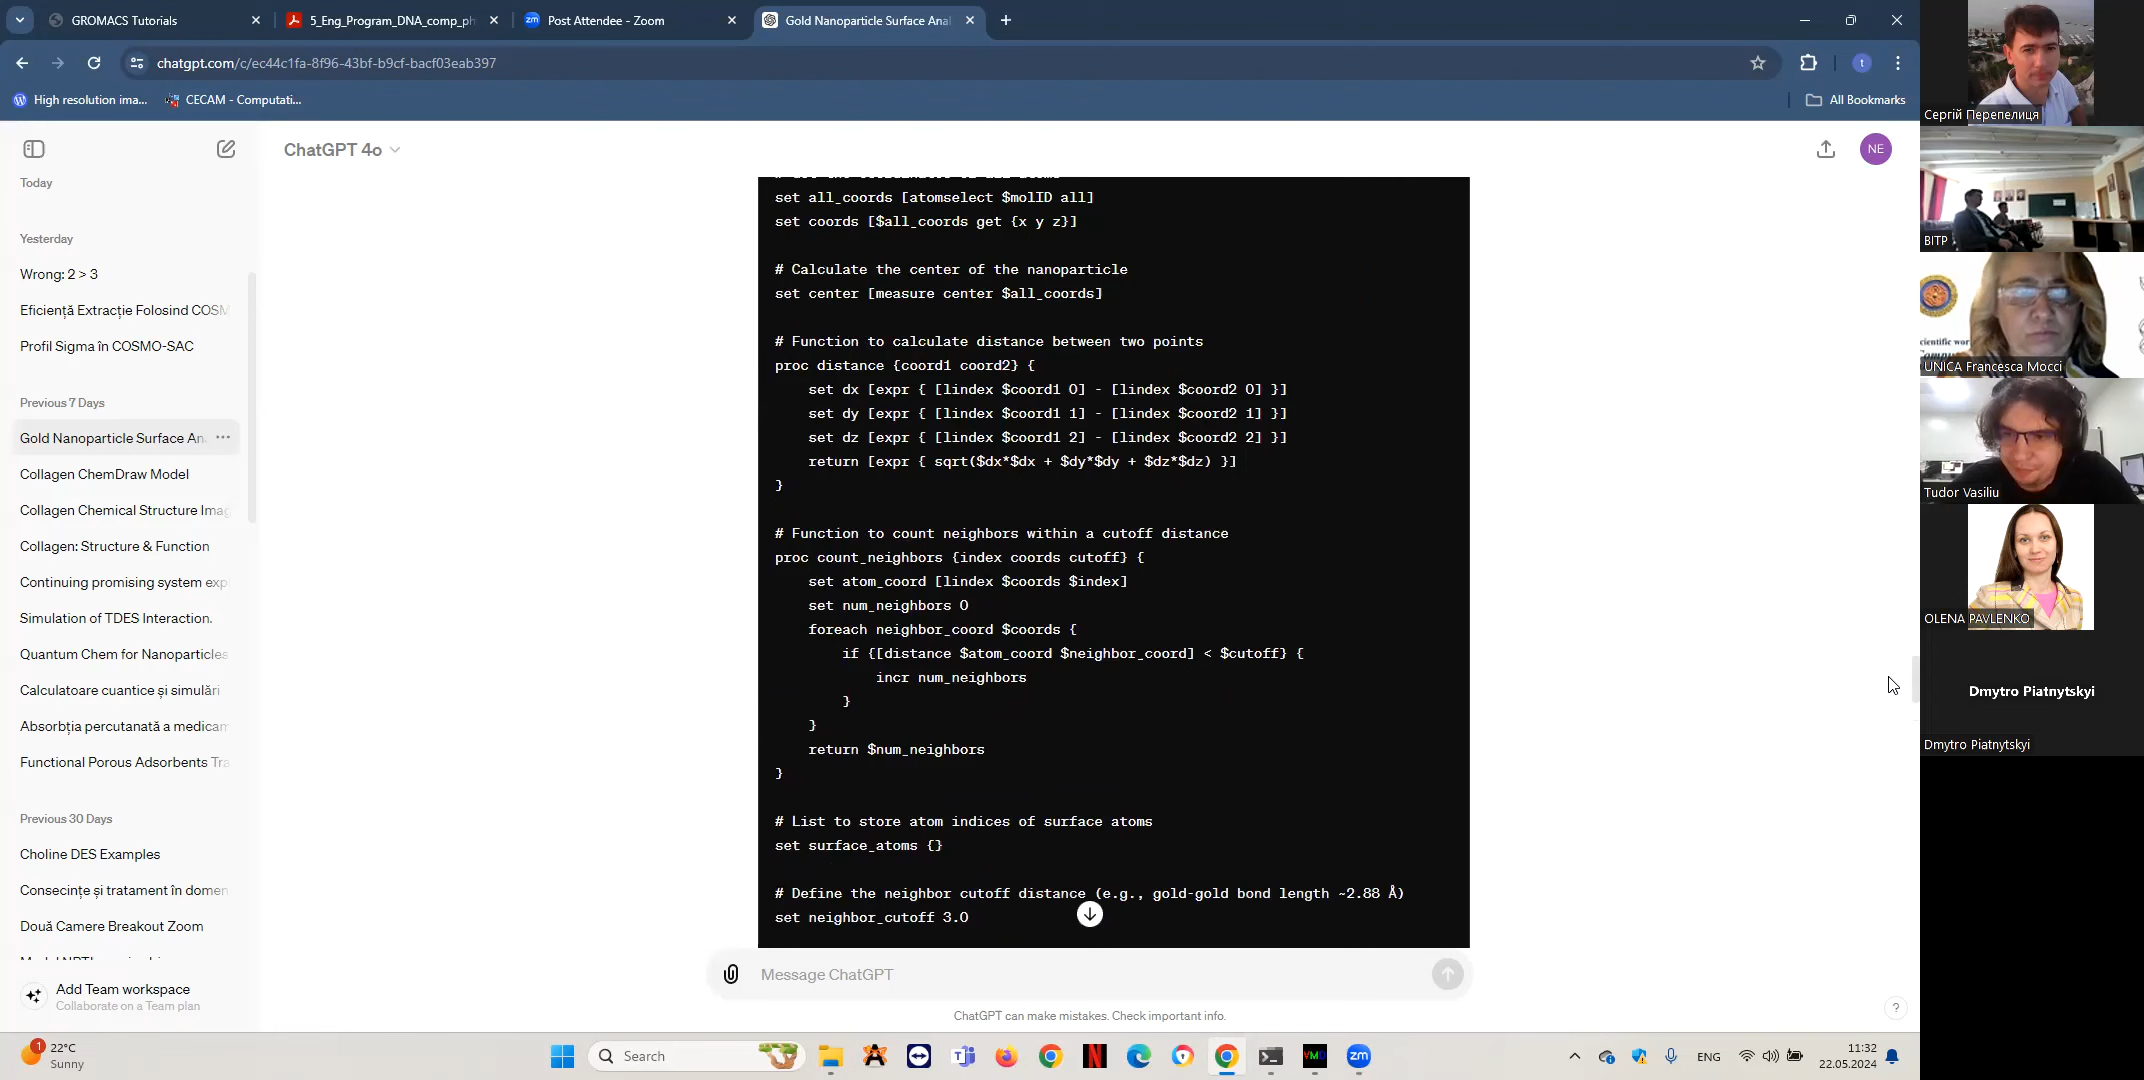 GROMACS Tutorials
5_Eng_Program_DNA_comp_ph
Post Attendee - Zoom
Gold Nanoparticle Surface Anal
chatgpt.com/c/ec44c1fa-8f96-43bf-b9cf-bacf03eab397
t
High resolution ima...
CECAM - Computati...
All Bookmarks
ChatGPT 4o
NE
Today
Yesterday
Wrong: 2 > 3
Eficiență Extracție Folosind COSM
Profil Sigma în COSMO-SAC
Previous 7 Days
Gold Nanoparticle Surface An
Collagen ChemDraw Model
Collagen Chemical Structure Imag
Collagen: Structure & Function
Continuing promising system exp
Simulation of TDES Interaction.
Quantum Chem for Nanoparticles
Calculatoare cuantice și simulări
Absorbția percutanată a medicam
Functional Porous Adsorbents Tra
Previous 30 Days
Choline DES Examples
Consecințe și tratament în domen
Două Camere Breakout Zoom
Add Team workspace
Collaborate on a Team plan
set all_coords [atomselect $molID all]
set coords [$all_coords get {x y z}]
# Calculate the center of the nanoparticle
set center [measure center $all_coords]
# Function to calculate distance between two points
proc distance {coord1 coord2} {
set dx [expr { [lindex $coord1 0] - [lindex $coord2 0] }]
set dy [expr { [lindex $coord1 1] - [lindex $coord2 1] }]
set dz [expr { [lindex $coord1 2] - [lindex $coord2 2] }]
return [expr { sqrt($dx*$dx + $dy*$dy + $dz*$dz) }]
}
# Function to count neighbors within a cutoff distance
proc count_neighbors {index coords cutoff} {
set atom_coord [lindex $coords $index]
set num_neighbors 0
foreach neighbor_coord $coords {
if {[distance $atom_coord $neighbor_coord] < $cutoff} {
incr num_neighbors
}
}
return $num_neighbors
}
# List to store atom indices of surface atoms
set surface_atoms {}
# Define the neighbor cutoff distance (e.g., gold-gold bond length ~2.88 Å)
set neighbor_cutoff 3.0
Message ChatGPT
ChatGPT can make mistakes. Check important info.
?
Сергій Перепелиця
BITP
UNICA Francesca Mocci
Tudor Vasiliu
OLENA PAVLENKO
Dmytro Piatnytskyi
Dmytro Piatnytskyi
1
22°C
Sunny
Search
VMD
zm
ENG
11:32
22.05.2024